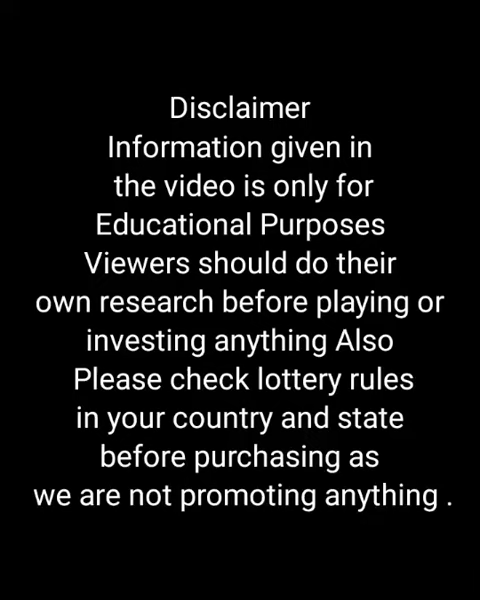 Disclaimer
Information given in
the video is only for
Educational Purposes
Viewers should do their
own research before playing or
investing anything Also
Please check lottery rules
in your country and state
before purchasing as
we are not promoting anything .